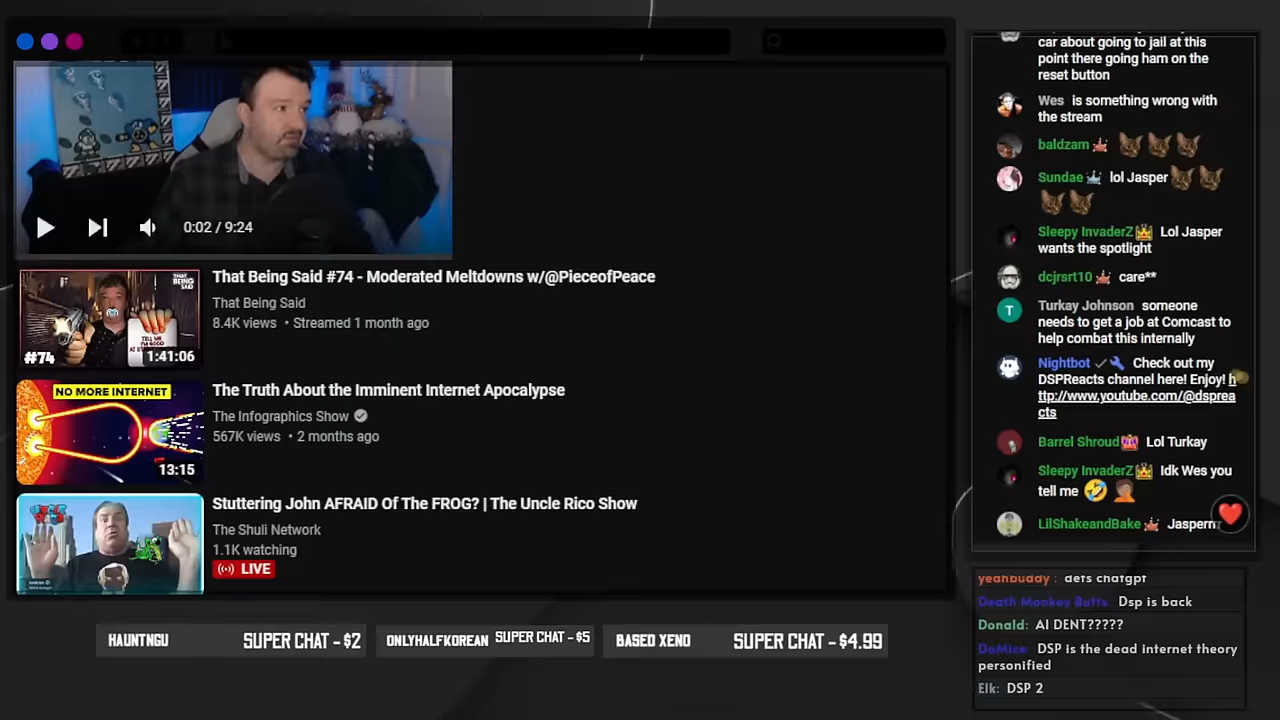 0:02 / 9:24
That Being Said #74 - Moderated Meltdowns w/@PieceofPeace
That Being Said
8.4K views • Streamed 1 month ago
THAT BEING SAID
#74
1:41:06
The Truth About the Imminent Internet Apocalypse
The Infographics Show
567K views • 2 months ago
NO MORE INTERNET
13:15
Stuttering John AFRAID Of The FROG? | The Uncle Rico Show
The Shuli Network
1.1K watching
LIVE
HAUNTNGU SUPER CHAT - $2
ONLYHALFKOREAN SUPER CHAT - $5
BASED XEND SUPER CHAT - $4.99
car about going to jail at this
point there going ham on the
reset button
Wes is something wrong with
the stream
baldzam
Sundae lol Jasper
Sleepy InvaderZ Lol Jasper
wants the spotlight
dcjrsrt10 care**
T
Turkay Johnson someone
needs to get a job at Comcast to
help combat this internally
Nightbot Check out my
DSPReacts channel here! Enjoy! h
ttp://www.youtube.com/@dsprea
cts
Barrel Shroud Lol Turkay
Sleepy InvaderZ Idk Wes you
tell me
LilShakeandBake
yeahbuddy : dets chatgpt
Death Monkey Butts: Dsp is back
Donald: AI DENT?????
DaMice: DSP is the dead internet theory
personified
Elk: DSP 2